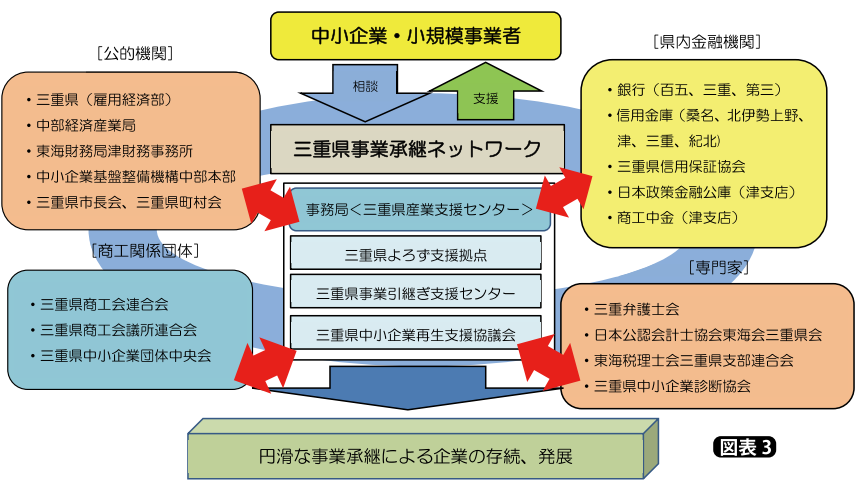 中小企業・小規模事業者
[公的機関]
・三重県（雇用経済部）
・中部経済産業局
・東海財務局津財務事務所
・中小企業基盤整備機構中部本部
・三重県市長会、三重県町村会
相談
支援
[県内金融機関]
・銀行（百五、三重、第三）
・信用金庫（桑名、北伊勢上野、
津、三重、紀北)
・三重県信用保証協会
・日本政策金融公庫（津支店）
・商工中金（津支店）
三重県事業承継ネットワーク
事務局＜三重県産業支援センター＞
三重県よろず支援拠点
三重県事業引継ぎ支援センター
三重県中小企業再生支援協議会
[商工関係団体]
・三重県商工会連合会
・三重県商工会議所連合会
・三重県中小企業団体中央会
[専門家]
・三重弁護士会
・日本公認会計士協会東海会三重県会
・東海税理士会三重県支部連合会
・三重県中小企業診断協会
円滑な事業承継による企業の存続、発展
図表3